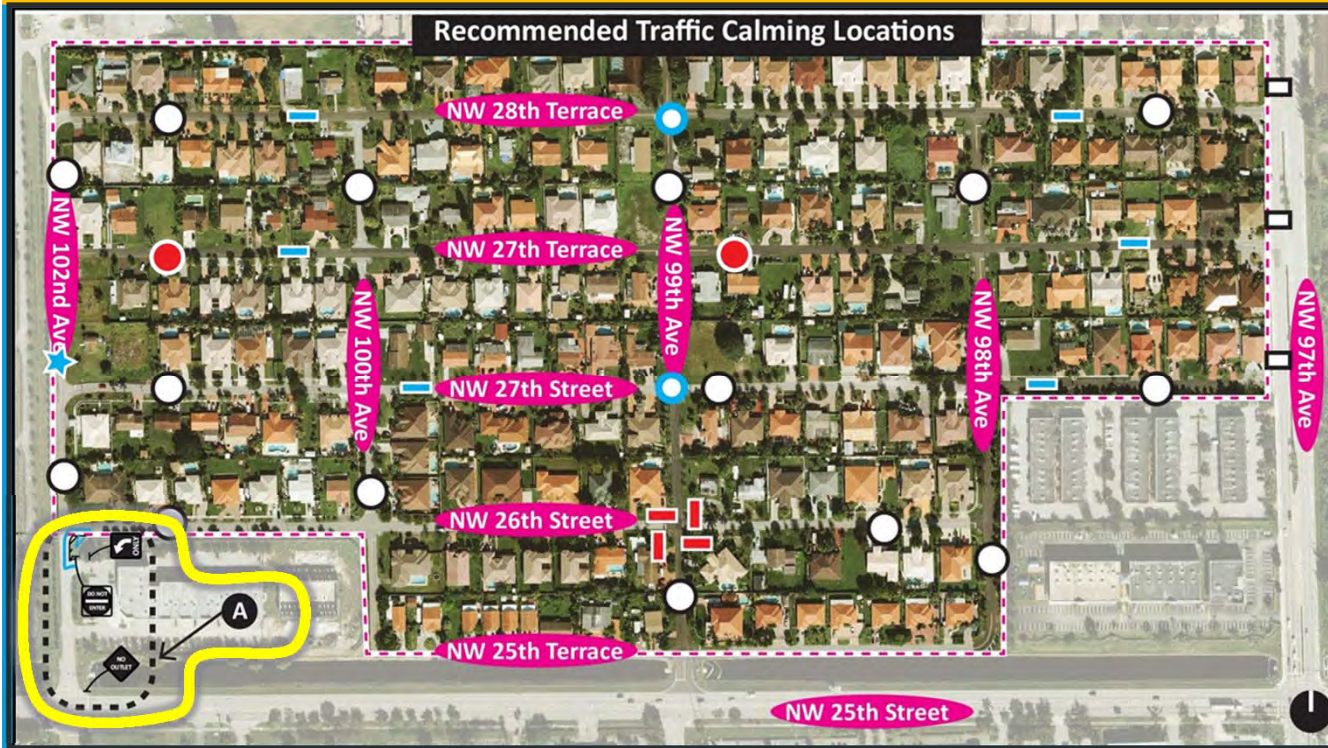 Recommended Traffic Calming Locations
NW 28th Terrace
NW 102nd Ave
NW 27th Terrace
NW 99th Ave
NW 100th Ave
NW 98th Ave
NW 97th Ave
NW 27th Street
NW 26th Street
ONLY
DO NOT
ENTER
A
NO
OUTLET
NW 25th Terrace
NW 25th Street